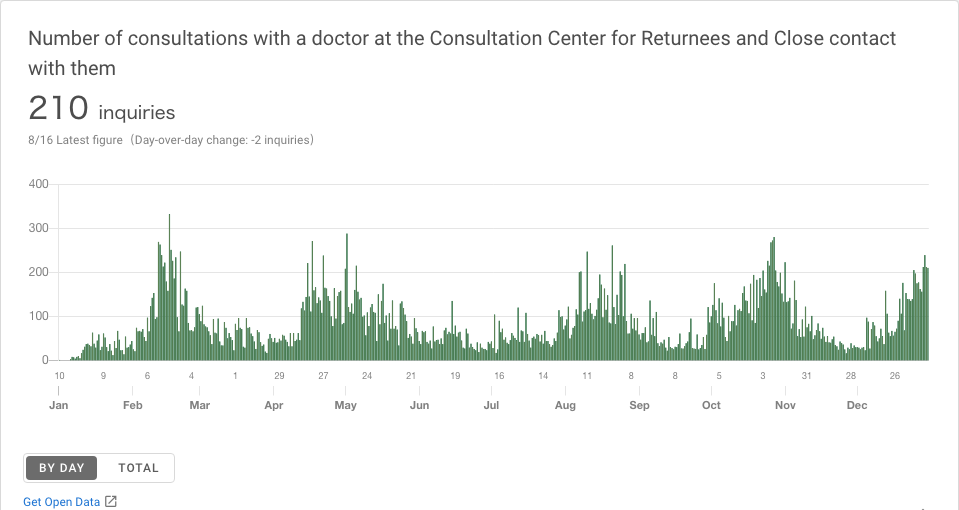 Number of consultations with a doctor at the Consultation Center for Returnees and Close contact
with them
210 inquiries
8/16 Latest figure（Day-over-day change: -2 inquiries）
400
300
200
100
0
10 9 6 4 1 29 27 24 21 19 16 14 11 8 8 5 3 31 28 26
Jan Feb Mar Apr May Jun Jul Aug Sep Oct Nov Dec
BY DAY TOTAL
Get Open Data